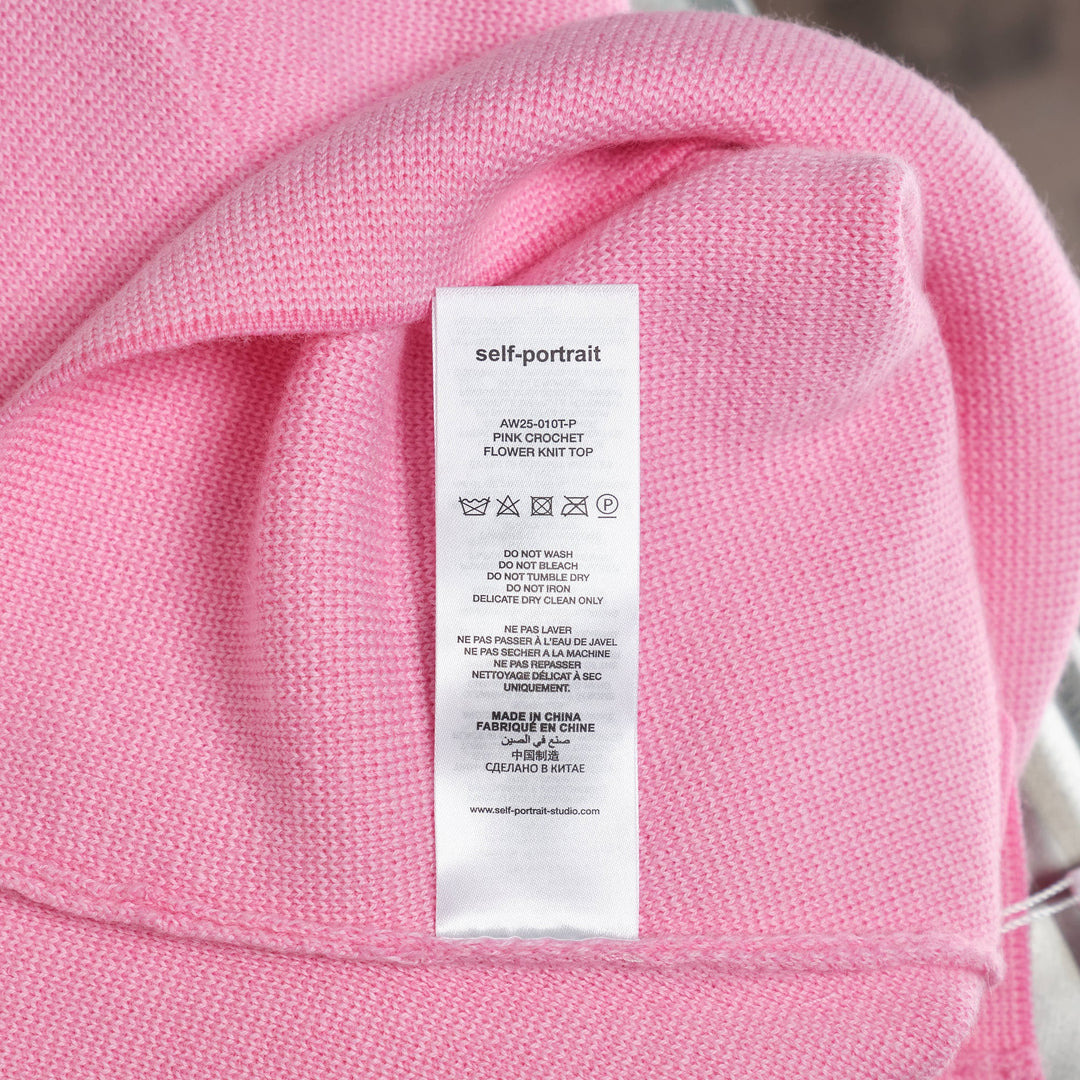 self-portrait
AW25-010T-P
PINK CROCHET
FLOWER KNIT TOP
P
DO NOT WASH
DO NOT BLEACH
DO NOT TUMBLE DRY
DO NOT IRON
DELICATE DRY CLEAN ONLY
NE PAS LAVER
NE PAS PASSER À L'EAU DE JAVEL
NE PAS SECHER A LA MACHINE
NE PAS REPASSER
NETTOYAGE DÉLICAT À SEC
UNIQUEMENT.
MADE IN CHINA
FABRIQUÉ EN CHINE
صنع في الصين
中国制造
СДЕЛАНО В КИТАЕ
www.self-portrait-studio.com